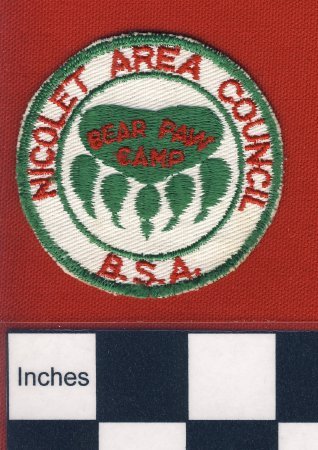 NICOLET AREA COUNCIL
BEAR PAW
CAMP
B.S.A.
Inches